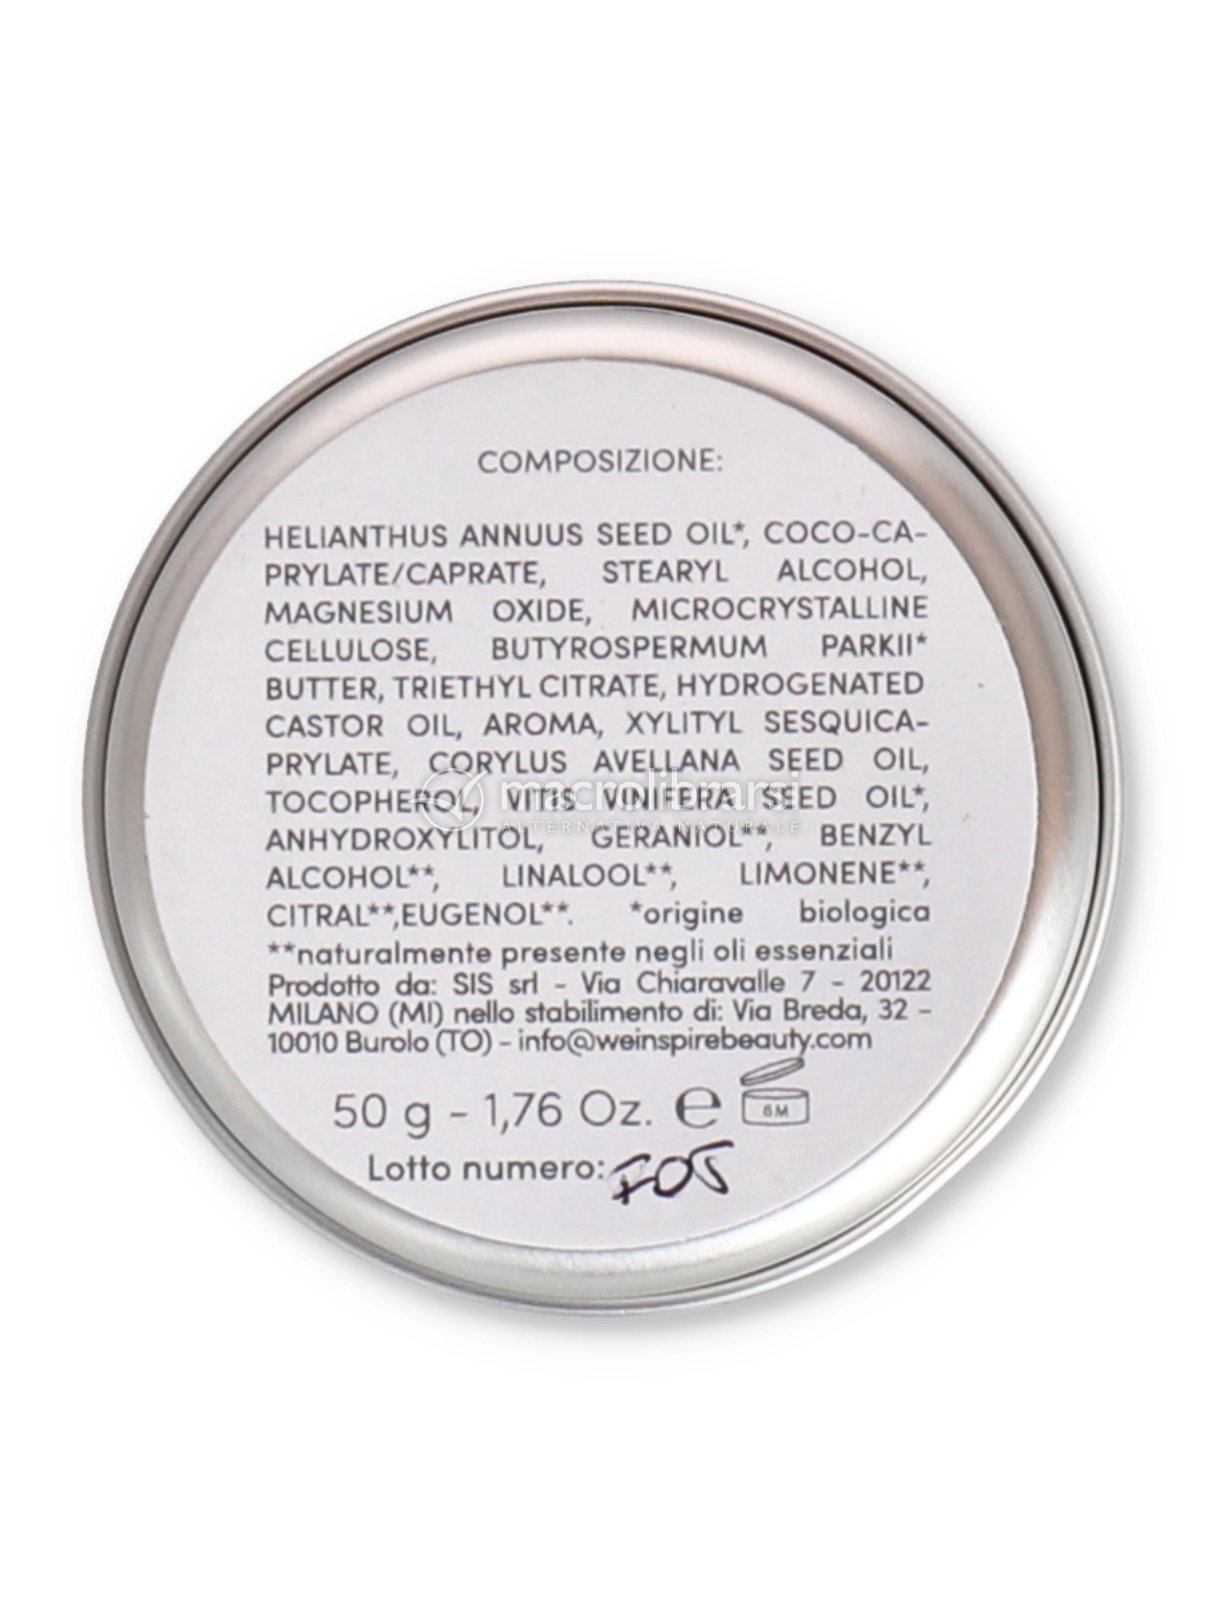 COMPOSIZIONE:
HELIANTHUS ANNUUS SEED OIL*, COCO-CA-
PRYLATE/CAPRATE, STEARYL ALCOHOL,
MAGNESIUM OXIDE, MICROCRYSTALLINE
CELLULOSE, BUTYROSPERMUM PARKII*
BUTTER, TRIETHYL CITRATE, HYDROGENATED
CASTOR OIL, AROMA, XYLITYL SESQUICA-
PRYLATE, CORYLUS AVELLANA SEED OIL,
TOCOPHEROL, VITIS VINIFERA SEED OIL*,
macrolibrarsi
ALTERNATIVA NATURALE
ANHYDROXYLITOL, GERANIOL**, BENZYL
ALCOHOL**, LINALOOL**, LIMONENE**,
CITRAL**,EUGENOL**. *origine biologica
**naturalmente presente negli oli essenziali
Prodotto da: SIS srl - Via Chiaravalle 7 - 20122
MILANO (MI) nello stabilimento di: Via Breda, 32 -
10010 Burolo (TO) - info@weinspirebeauty.com
50 g - 1,76 Oz. e 6M
Lotto numero: